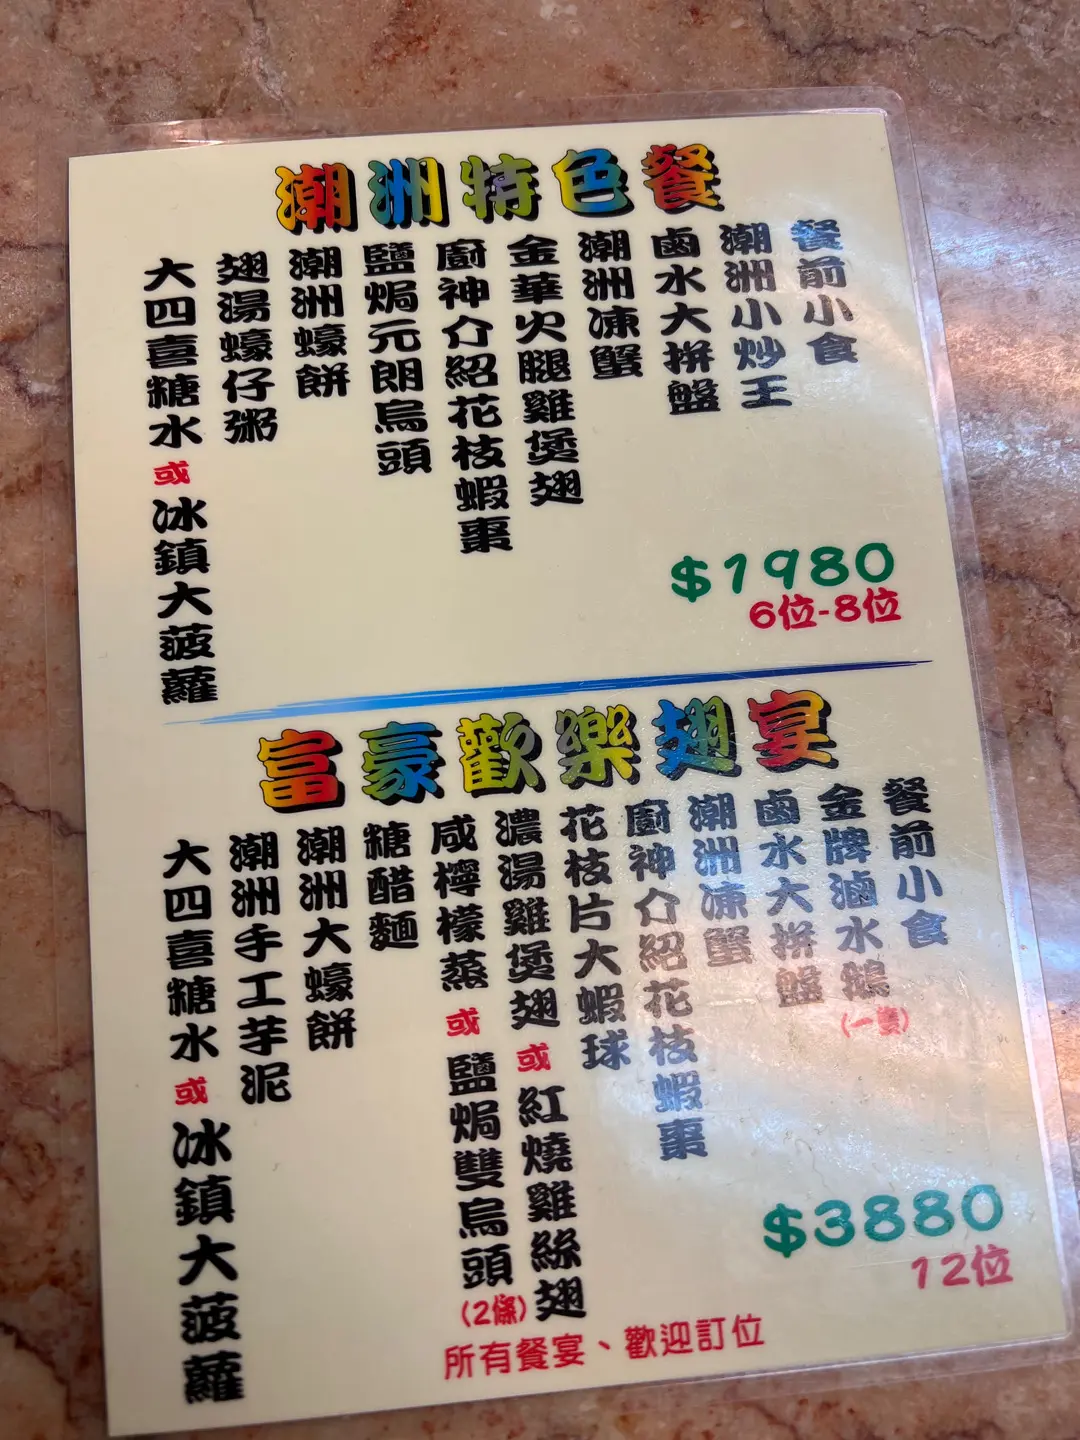 潮洲特色餐
餐前小食
潮洲小炒王
鹵水大拼盤
潮洲凍蟹
金華火腿雞煲翅
廚神介紹花枝蝦棗
鹽焗元朗烏頭
潮洲蠔餅
翅湯蠔仔粥
大四喜糖水或冰鎮大菠蘿
$1980
6位-8位
富豪歡樂翅宴
餐前小食
金牌滷水鵝(一隻)
鹵水大拼盤
潮洲凍蟹
廚神介紹花枝蝦棗
花枝片大蝦球
濃湯雞煲翅或紅燒雞絲翅
咸檸檬蒸或鹽焗雙烏頭(2條)
糖醋麵
潮洲大蠔餅
潮洲手工芋泥
大四喜糖水或冰鎮大菠蘿
$3880
12位
所有餐宴、歡迎訂位